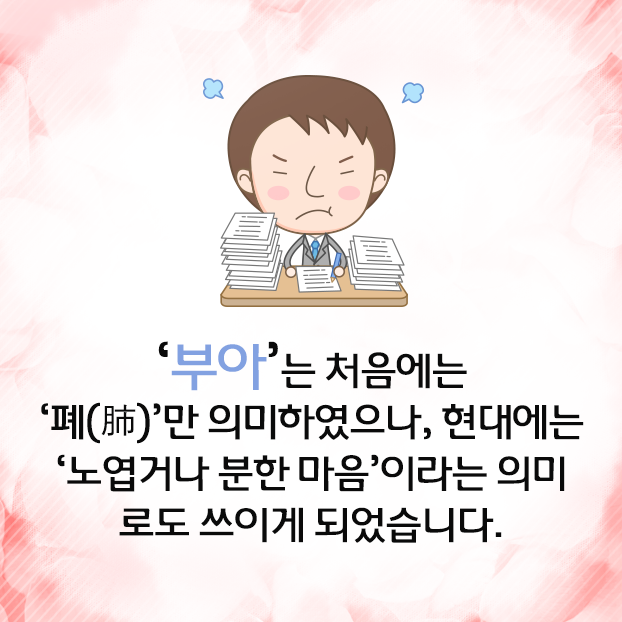 ‘부아’는 처음에는
‘폐(肺)’만 의미하였으나, 현대에는
‘노엽거나 분한 마음’이라는 의미
로도 쓰이게 되었습니다.